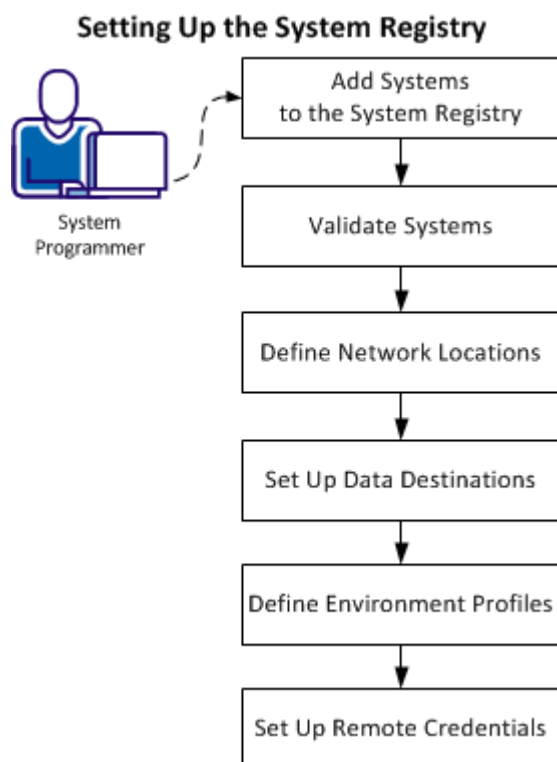 Setting Up the System Registry
Add Systems
to the System Registry
System
Programmer
Validate Systems
Define Network Locations
Set Up Data Destinations
Define Environment Profiles
Set Up Remote Credentials